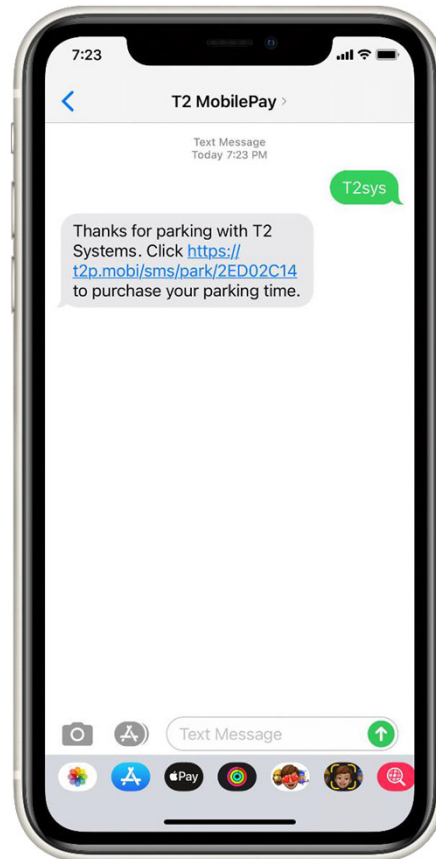 7:23
T2 MobilePay >
Text Message
Today 7:23 PM
T2sys
Thanks for parking with T2
Systems. Click https://
t2p.mobi/sms/park/2ED02C14
to purchase your parking time.
Text Message
Pay